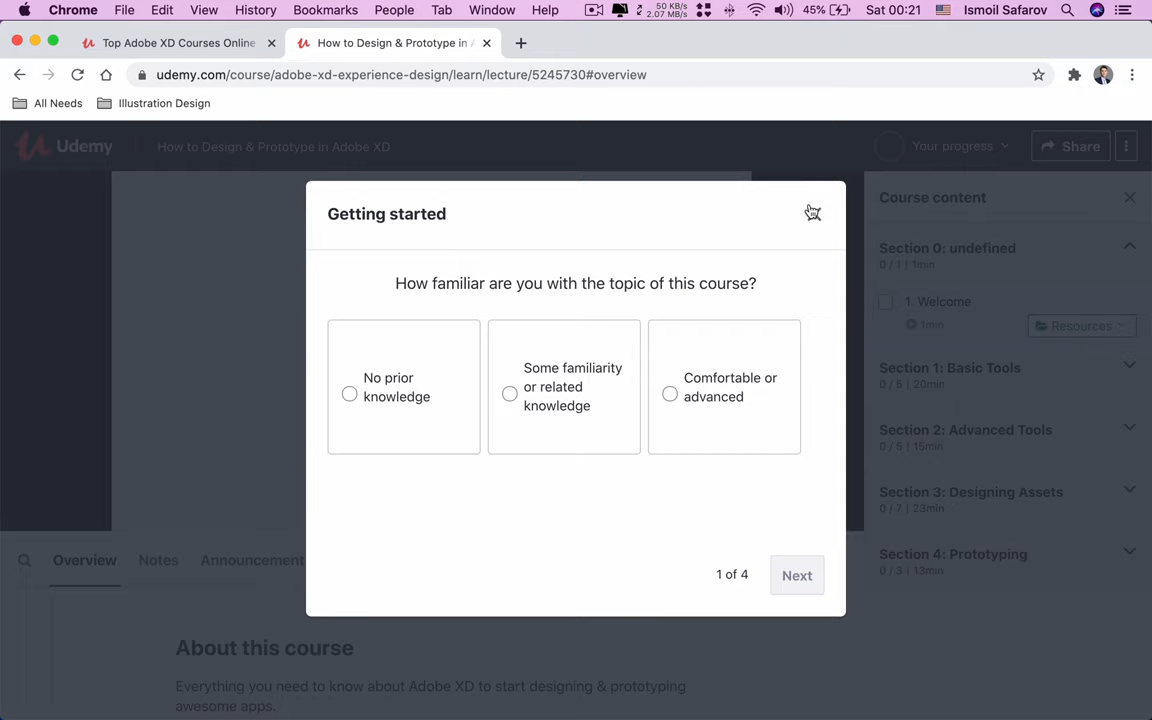 Chrome File Edit View History Bookmarks People Tab Window Help 50 KB/s 2.07 MB/s 45% Sat 00:21 Ismoil Safarov
Top Adobe XD Courses Online
How to Design & Prototype in
udemy.com/course/adobe-xd-experience-design/learn/lecture/5245730#overview
All Needs Illustration Design
Udemy How to Design & Prototype in Adobe XD Your progress Share
Getting started
How familiar are you with the topic of this course?
No prior
knowledge
Some familiarity
or related
knowledge
Comfortable or
advanced
1 of 4 Next
Course content
Section 0: undefined
0 / 1 | 1min
1. Welcome
1min Resources
Section 1: Basic Tools
0 / 6 | 20min
Section 2: Advanced Tools
0 / 5 | 15min
Section 3: Designing Assets
0 / 7 | 23min
Section 4: Prototyping
0 / 3 | 13min
Overview Notes Announcement
About this course
Everything you need to know about Adobe XD to start designing & prototyping
awesome apps.